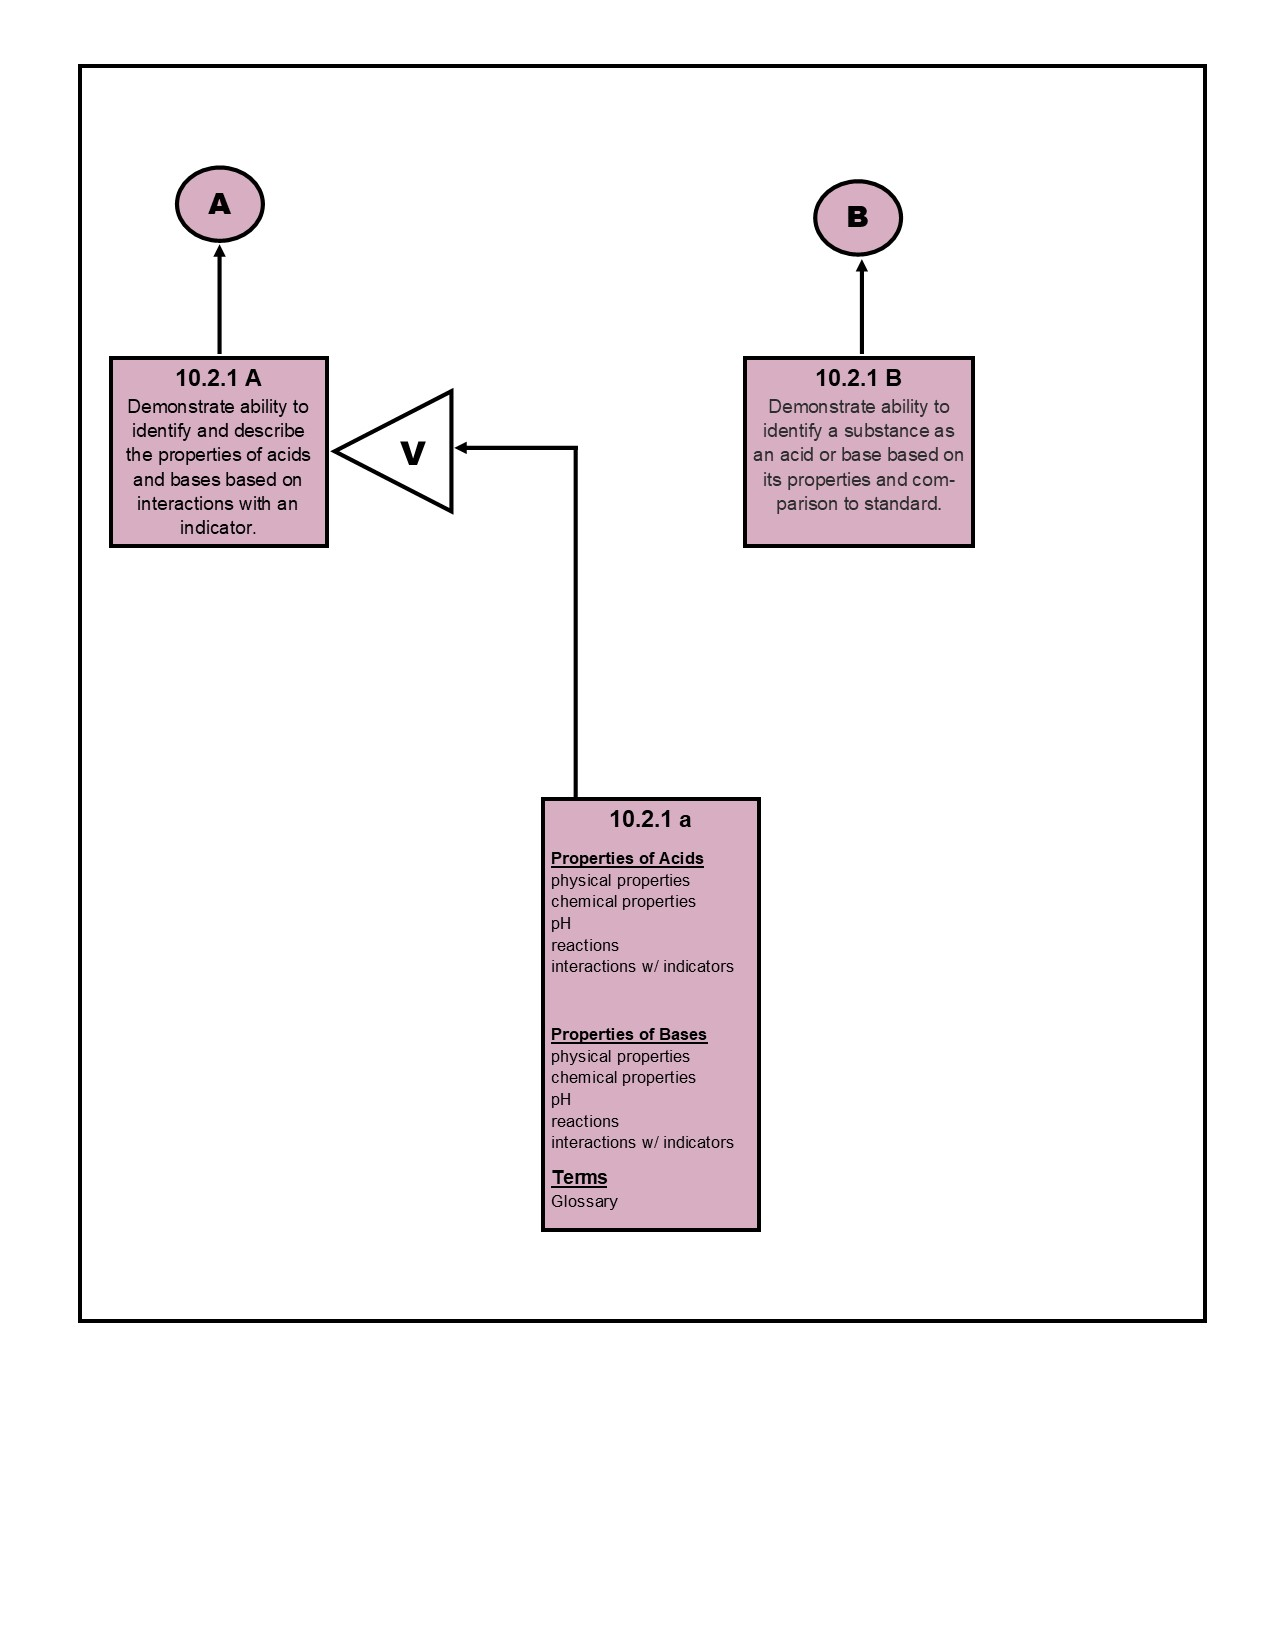 A
B
10.2.1 A
Demonstrate ability to
identify and describe
the properties of acids
and bases based on
interactions with an
indicator.
V
10.2.1 B
Demonstrate ability to
identify a substance as
an acid or base based on
its properties and com-
parison to standard.
10.2.1 a
Properties of Acids
physical properties
chemical properties
pH
reactions
interactions w/ indicators
Properties of Bases
physical properties
chemical properties
pH
reactions
interactions w/ indicators
Terms
Glossary